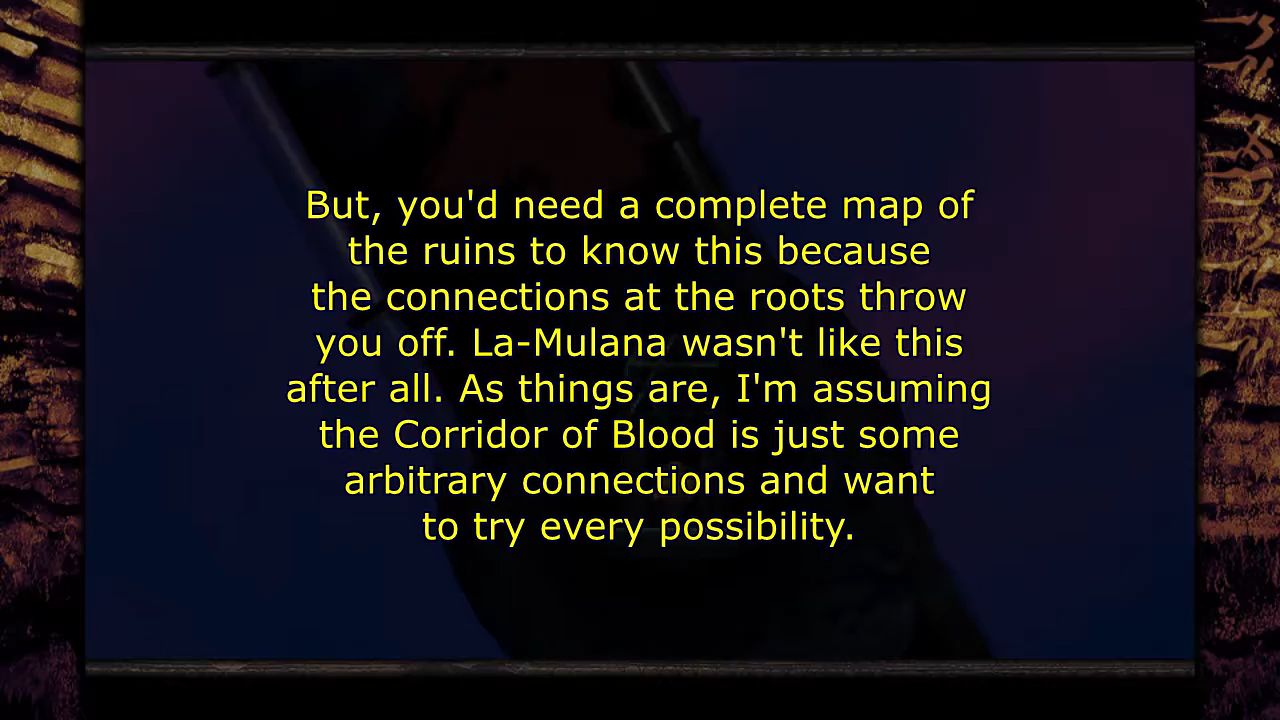 But, you'd need a complete map of
the ruins to know this because
the connections at the roots throw
you off. La-Mulana wasn't like this
after all. As things are, I'm assuming
the Corridor of Blood is just some
arbitrary connections and want
to try every possibility.